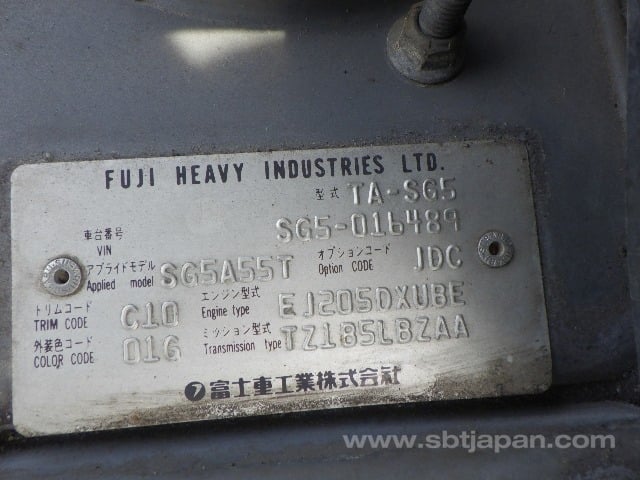 FUJI HEAVY INDUSTRIES LTD.
型式 TA-SG5
車台番号 VIN SG5-016489
アプライドモデル Applied model SG5A55T オプションコード Option CODE JDC
トリムコード TRIM CODE C10 エンジン型式 Engine type EJ205DXUBE
外装色コード COLOR CODE 01G ミッション型式 Transmission type TZ185LBZAA
富士重工業株式会社
www.sbtjapan.com